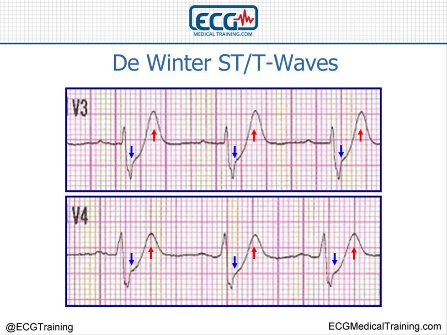 ECG
MEDICAL TRAINING.COM
De Winter ST/T-Waves
V3
V4
@ECGTraining
ECGMedicalTraining.com